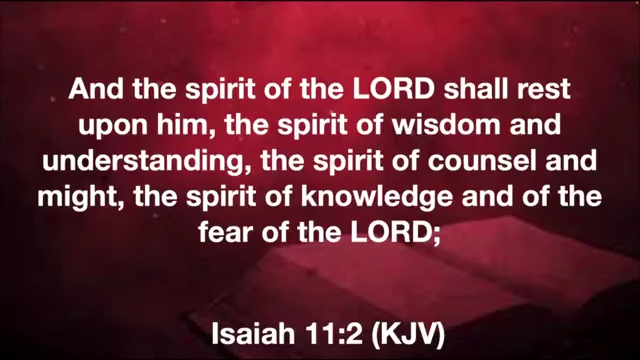 And the spirit of the LORD shall rest
upon him, the spirit of wisdom and
understanding, the spirit of counsel and
might, the spirit of knowledge and of the
fear of the LORD;
Isaiah 11:2 (KJV)